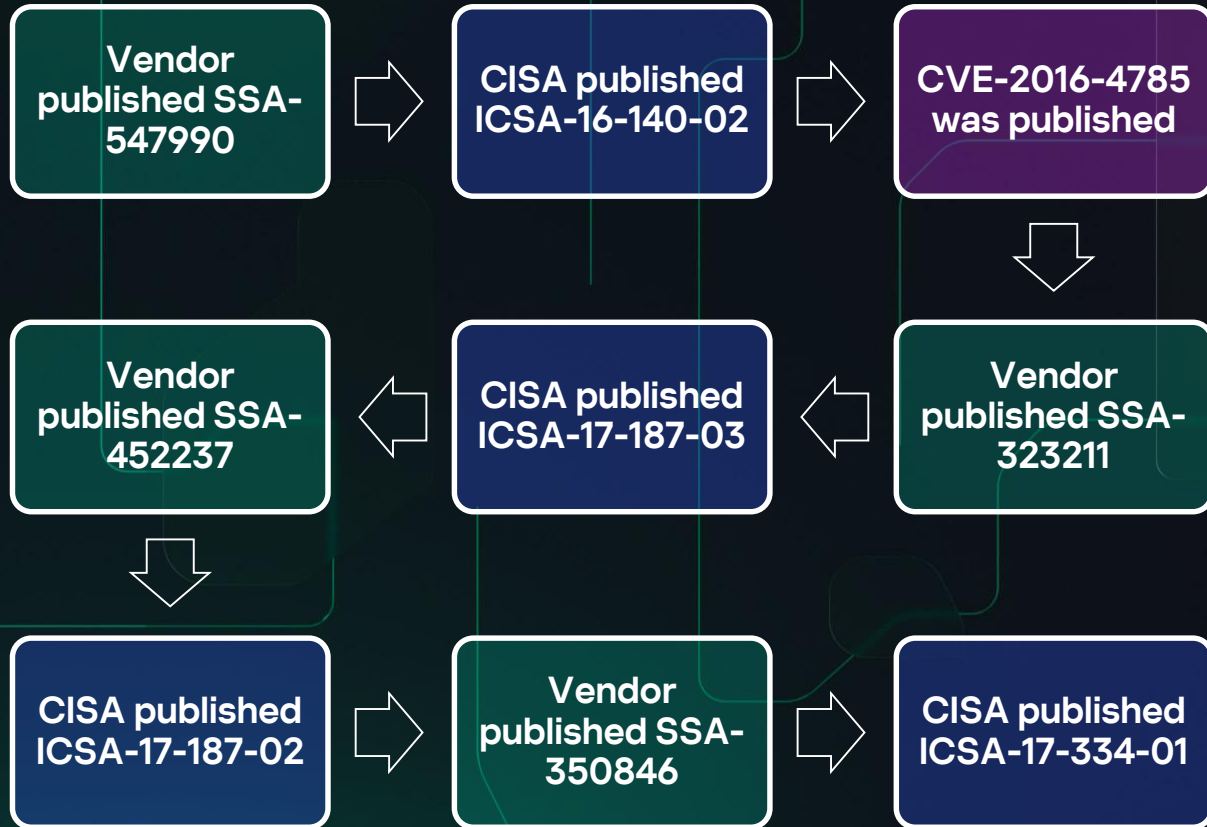 Vendor
published SSA-
547990
CISA published
ICSA-16-140-02
CVE-2016-4785
was published
Vendor
published SSA-
323211
CISA published
ICSA-17-187-03
Vendor
published SSA-
452237
CISA published
ICSA-17-187-02
Vendor
published SSA-
350846
CISA published
ICSA-17-334-01